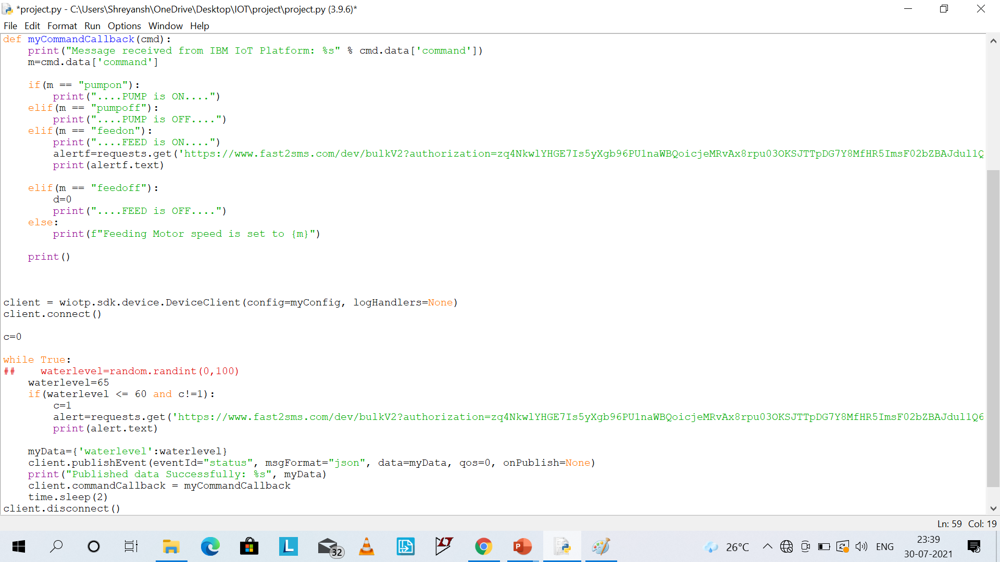 *project.py - C:\Users\Shreyansh\OneDrive\Desktop\IOT\project\project.py (3.9.6)*
File Edit Format Run Options Window Help
def myCommandCallback(cmd):
    print("Message received from IBM IoT Platform: %s" % cmd.data['command'])
    m=cmd.data['command']
    if(m == "pumpon"):
        print("....PUMP is ON....")
    elif(m == "pumpoff"):
        print("....PUMP is OFF....")
    elif(m == "feedon"):
        print("....FEED is ON....")
        alertf=requests.get('https://www.fast2sms.com/dev/bulkV2?authorization=zq4NkwlYHGE7Is5yXgb96PU1naWBQoicjeMRvAx8rpu03OKSJTTpDG7Y8MfHR5ImsF02bZBAJdul1Q
        print(alertf.text)
    elif(m == "feedoff"):
        d=0
        print("....FEED is OFF....")
    else:
        print(f"Feeding Motor speed is set to {m}")
    print()
client = wiotp.sdk.device.DeviceClient(config=myConfig, logHandlers=None)
client.connect()
c=0
while True:
##    waterlevel=random.randint(0,100)
    waterlevel=65
    if(waterlevel <= 60 and c!=1):
        c=1
        alert=requests.get('https://www.fast2sms.com/dev/bulkV2?authorization=zq4NkwlYHGE7Is5yXgb96PU1naWBQoicjeMRvAx8rpu03OKSJTTpDG7Y8MfHR5ImsF02bZBAJdul1Q6
        print(alert.text)
    myData={'waterlevel':waterlevel}
    client.publishEvent(eventId="status", msgFormat="json", data=myData, qos=0, onPublish=None)
    print("Published data Successfully: %s", myData)
    client.commandCallback = myCommandCallback
    time.sleep(2)
client.disconnect()
Ln: 59 Col: 19
L
32
LT
P
26°C
ENG
23:39
30-07-2021